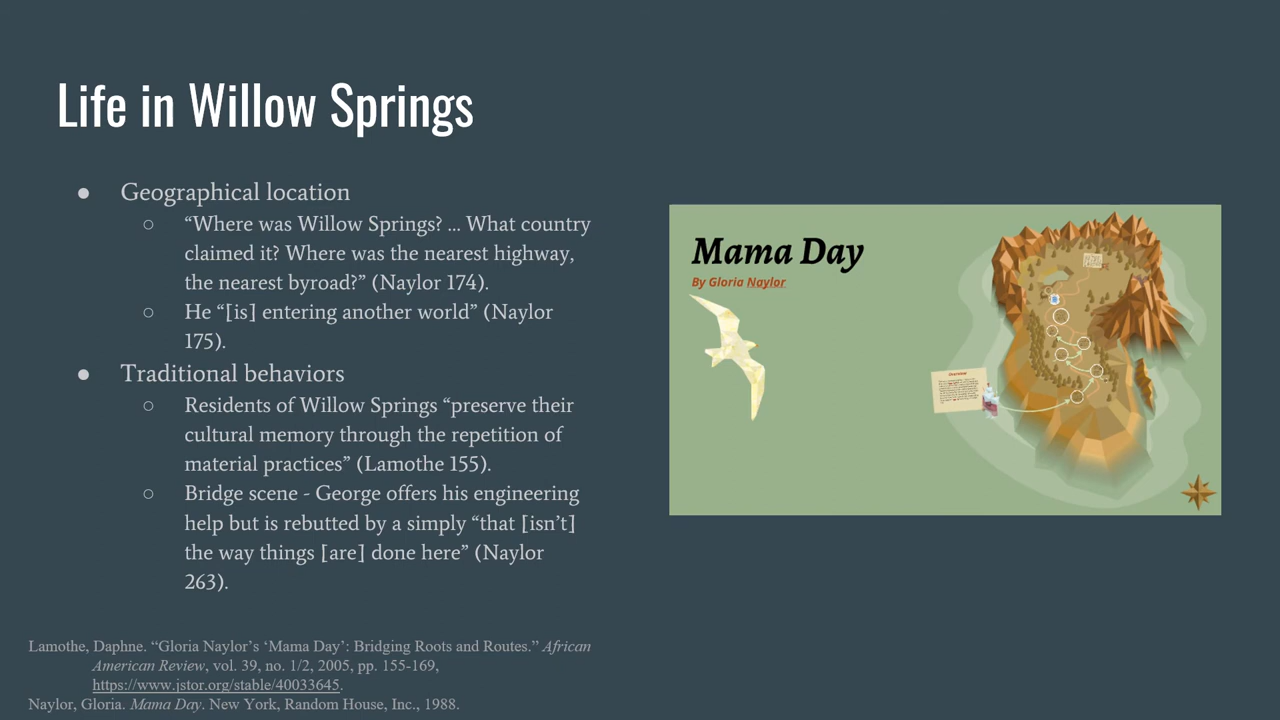 Life in Willow Springs
● Geographical location
○ “Where was Willow Springs? ... What country
claimed it? Where was the nearest highway,
the nearest byroad?” (Naylor 174).
○ He “[is] entering another world” (Naylor
175).
● Traditional behaviors
○ Residents of Willow Springs “preserve their
cultural memory through the repetition of
material practices” (Lamothe 155).
○ Bridge scene - George offers his engineering
help but is rebutted by a simply “that [isn’t]
the way things [are] done here” (Naylor
263).
Mama Day
By Gloria Naylor
Lamothe, Daphne. “Gloria Naylor’s ‘Mama Day’: Bridging Roots and Routes.” African
American Review, vol. 39, no. 1/2, 2005, pp. 155-169,
https://www.jstor.org/stable/40033645.
Naylor, Gloria. Mama Day. New York, Random House, Inc., 1988.